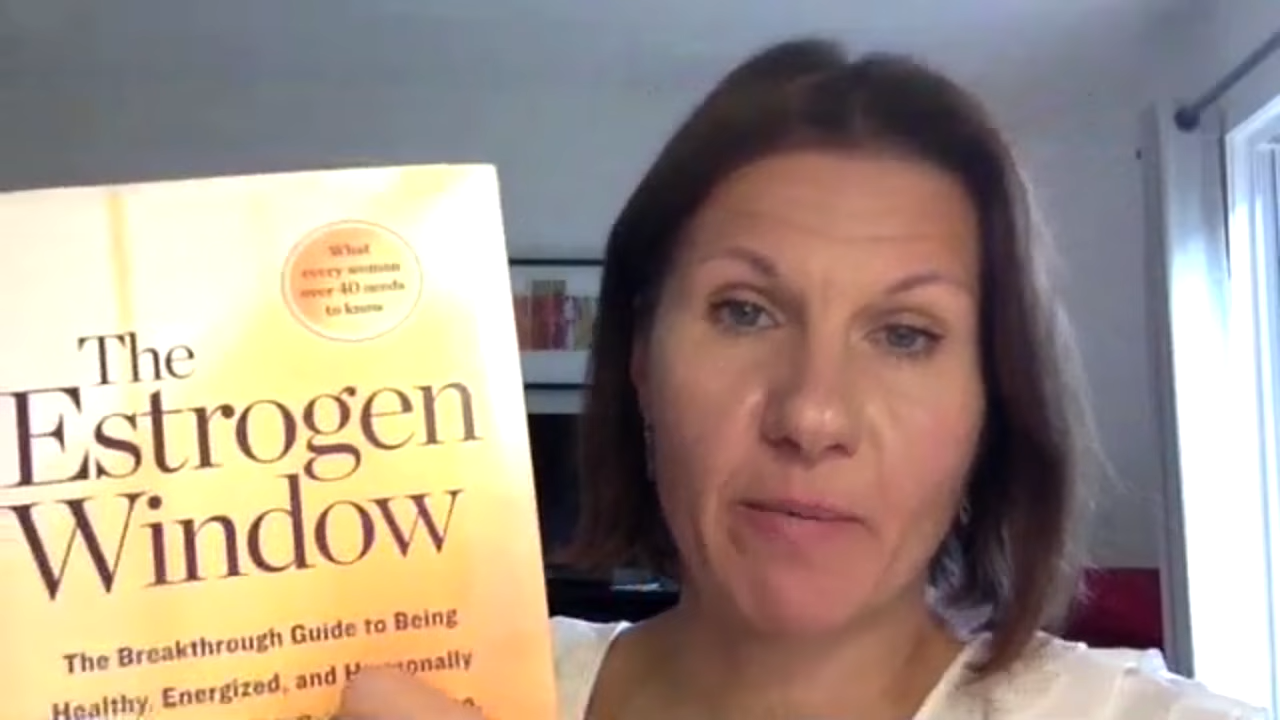 What
every woman
over 40 needs
to know
The
Estrogen
Window
The Breakthrough Guide to Being
Healthy, Energized, and